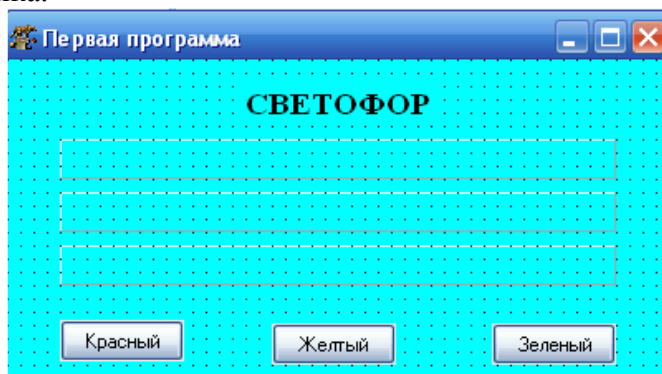 Первая программа
СВЕТОФОР
Красный
Желтый
Зеленый